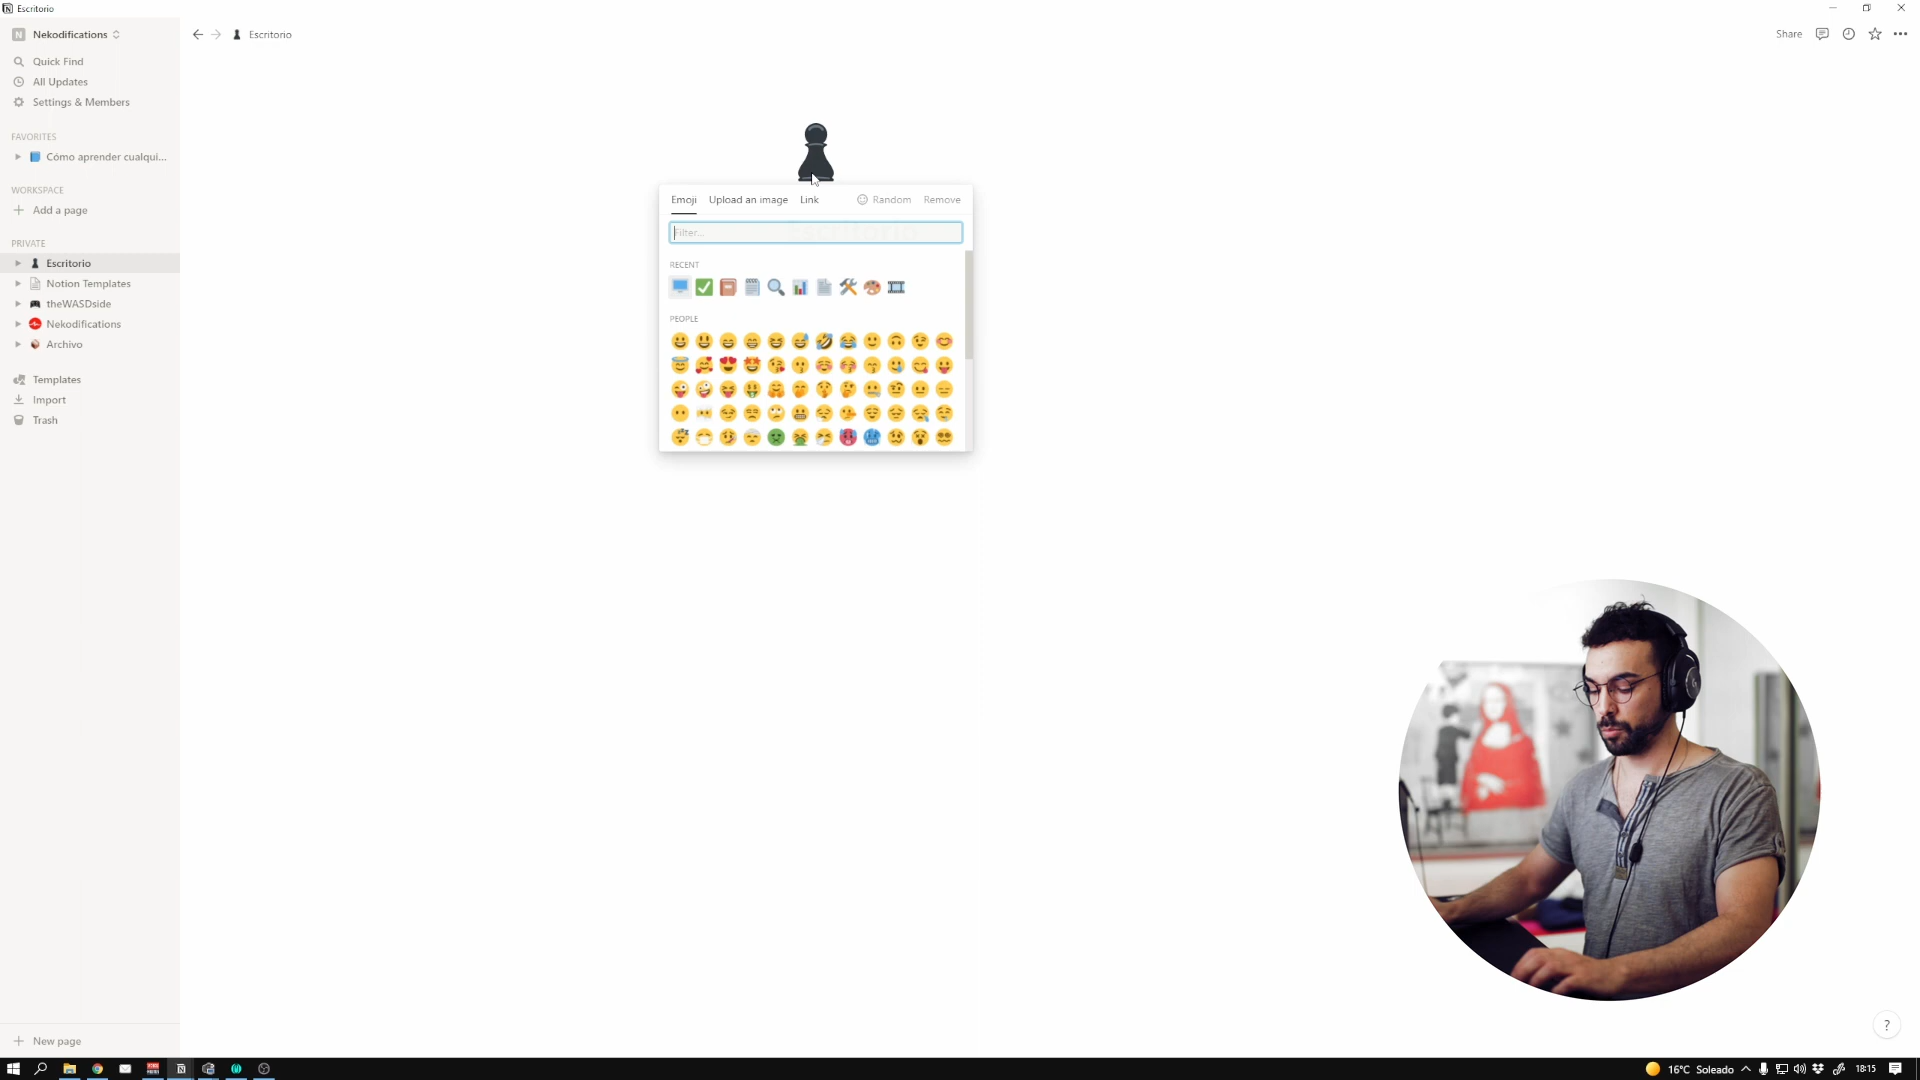 Escritorio
N Nekodifications
Escritorio
Share
Quick Find
All Updates
Settings & Members
FAVORITES
Cómo aprender cualqui...
WORKSPACE
Add a page
PRIVATE
Escritorio
Notion Templates
theWASDside
Nekodifications
Archivo
Templates
Import
Trash
Emoji Upload an image Link Random Remove
Filter...
Escritorio
RECENT
PEOPLE
New page
?
16°C Soleado 18:15